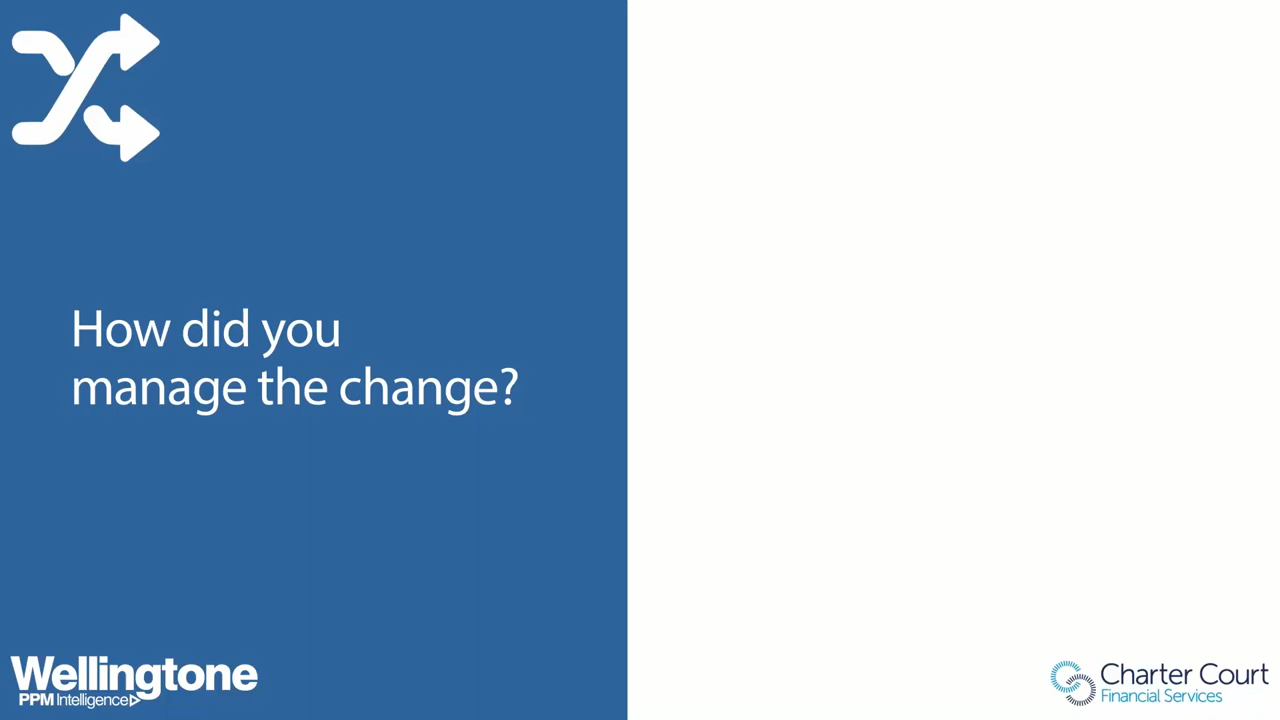 How did you
manage the change?
Wellingtone
PPM Intelligence
Charter Court
Financial Services